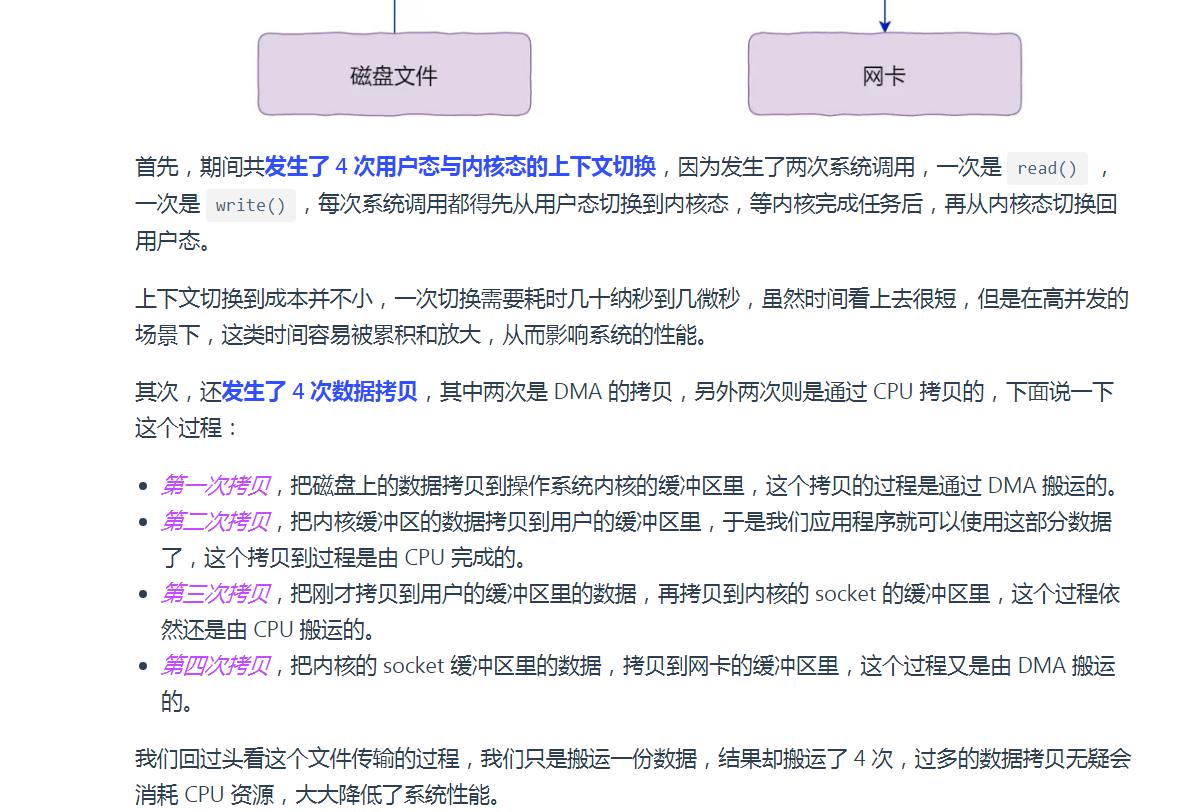 磁盘文件
网卡
首先，期间共发生了 4 次用户态与内核态的上下文切换，因为发生了两次系统调用，一次是 read() ，
一次是 write() ，每次系统调用都得先从用户态切换到内核态，等内核完成任务后，再从内核态切换回
用户态。
上下文切换到成本并不小，一次切换需要耗时几十纳秒到几微秒，虽然时间看上去很短，但是在高并发的
场景下，这类时间容易被累积和放大，从而影响系统的性能。
其次，还发生了 4 次数据拷贝，其中两次是 DMA 的拷贝，另外两次则是通过 CPU 拷贝的，下面说一下
这个过程：
• 第一次拷贝，把磁盘上的数据拷贝到操作系统内核的缓冲区里，这个拷贝的过程是通过 DMA 搬运的。
• 第二次拷贝，把内核缓冲区的数据拷贝到用户的缓冲区里，于是我们应用程序就可以使用这部分数据
了，这个拷贝到过程是由 CPU 完成的。
• 第三次拷贝，把刚才拷贝到用户的缓冲区里的数据，再拷贝到内核的 socket 的缓冲区里，这个过程依
然还是由 CPU 搬运的。
• 第四次拷贝，把内核的 socket 缓冲区里的数据，拷贝到网卡的缓冲区里，这个过程又是由 DMA 搬运
的。
我们回过头看这个文件传输的过程，我们只是搬运一份数据，结果却搬运了 4 次，过多的数据拷贝无疑会
消耗 CPU 资源，大大降低了系统性能。